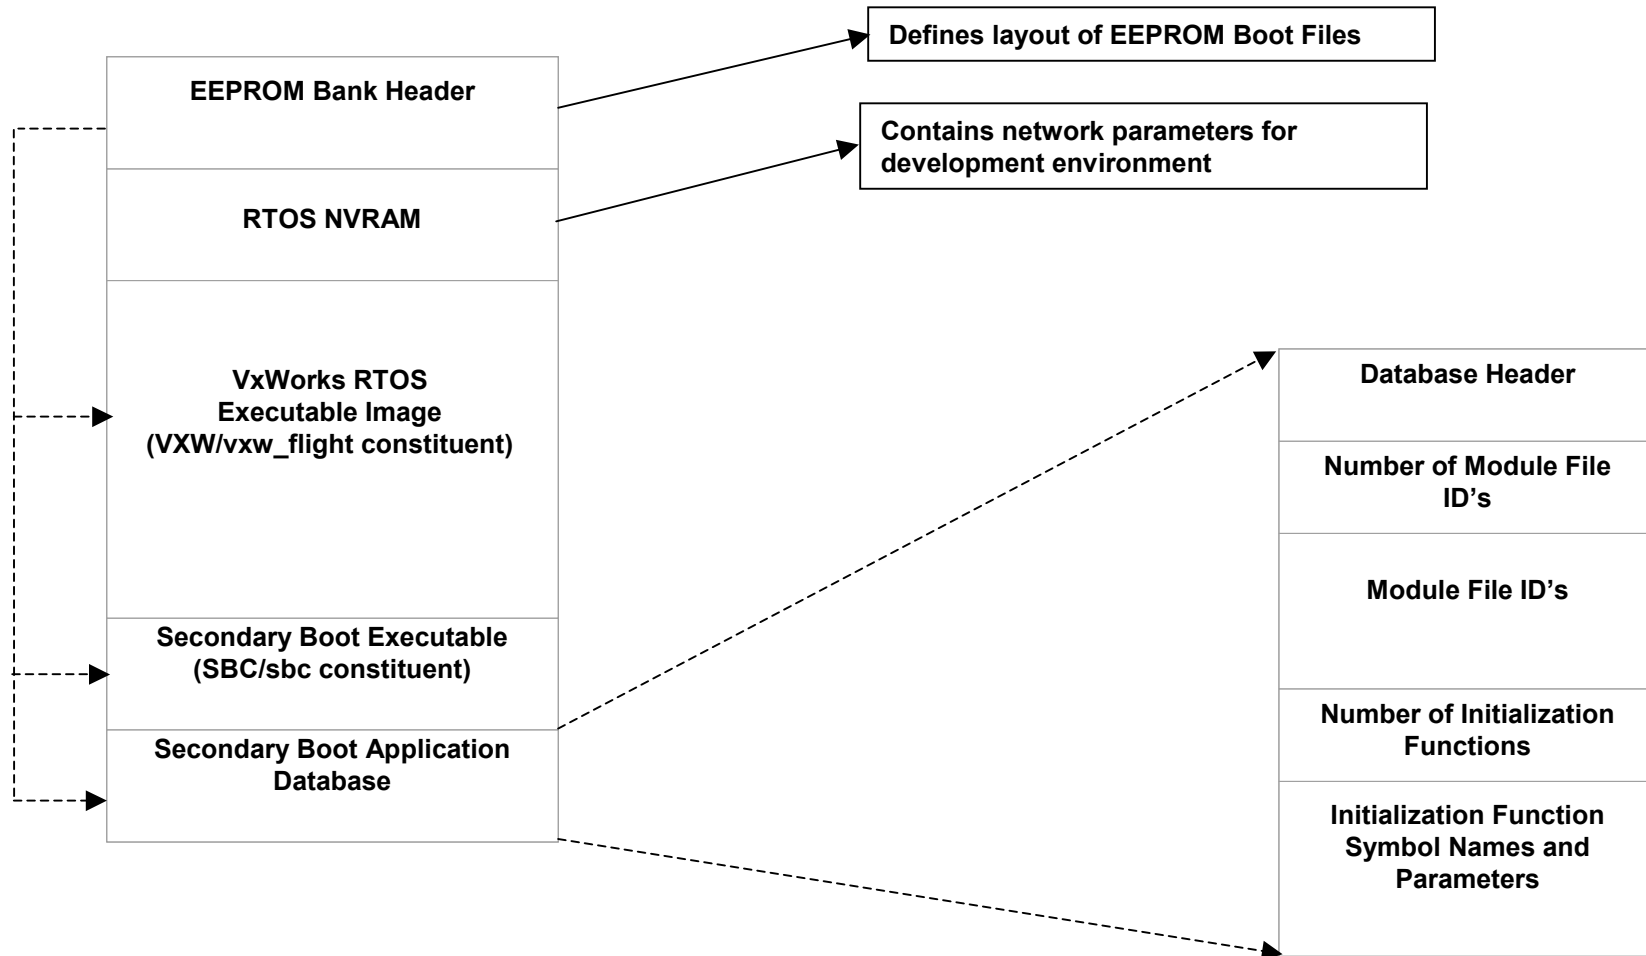 Defines layout of EEPROM Boot Files
EEPROM Bank Header
Contains network parameters for
development environment
RTOS NVRAM
VxWorks RTOS
Executable Image
(VXW/vxw_flight constituent)
Secondary Boot Executable
(SBC/sbc constituent)
Secondary Boot Application
Database
Database Header
Number of Module File
ID’s
Module File ID’s
Number of Initialization
Functions
Initialization Function
Symbol Names and
Parameters